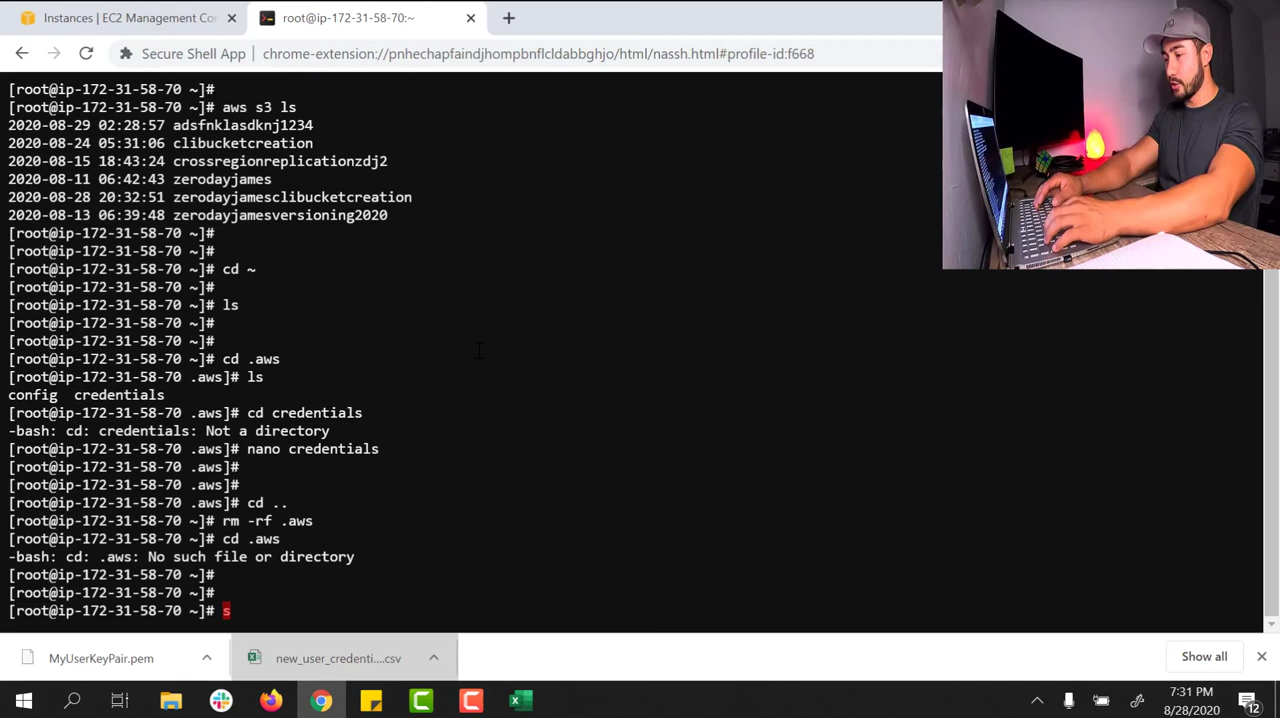 Instances | EC2 Management Con
root@ip-172-31-58-70:~
Secure Shell App | chrome-extension://pnhechapfaindjhompbnflcldabbghjo/html/nassh.html#profile-id:f668
[root@ip-172-31-58-70 ~]#
[root@ip-172-31-58-70 ~]# aws s3 ls
2020-08-29 02:28:57 adsfnklasdknj1234
2020-08-24 05:31:06 clibucketcreation
2020-08-15 18:43:24 crossregionreplicationzdj2
2020-08-11 06:42:43 zerodayjames
2020-08-28 20:32:51 zerodayjamesclibucketcreation
2020-08-13 06:39:48 zerodayjamesversioning2020
[root@ip-172-31-58-70 ~]#
[root@ip-172-31-58-70 ~]#
[root@ip-172-31-58-70 ~]# cd ~
[root@ip-172-31-58-70 ~]#
[root@ip-172-31-58-70 ~]# ls
[root@ip-172-31-58-70 ~]#
[root@ip-172-31-58-70 ~]#
[root@ip-172-31-58-70 ~]# cd .aws
[root@ip-172-31-58-70 .aws]# ls
config  credentials
[root@ip-172-31-58-70 .aws]# cd credentials
-bash: cd: credentials: Not a directory
[root@ip-172-31-58-70 .aws]# nano credentials
[root@ip-172-31-58-70 .aws]#
[root@ip-172-31-58-70 .aws]#
[root@ip-172-31-58-70 .aws]# cd ..
[root@ip-172-31-58-70 ~]# rm -rf .aws
[root@ip-172-31-58-70 ~]# cd .aws
-bash: cd: .aws: No such file or directory
[root@ip-172-31-58-70 ~]#
[root@ip-172-31-58-70 ~]#
[root@ip-172-31-58-70 ~]# s
MyUserKeyPair.pem
new_user_credenti....csv
Show all
7:31 PM
8/28/2020
12